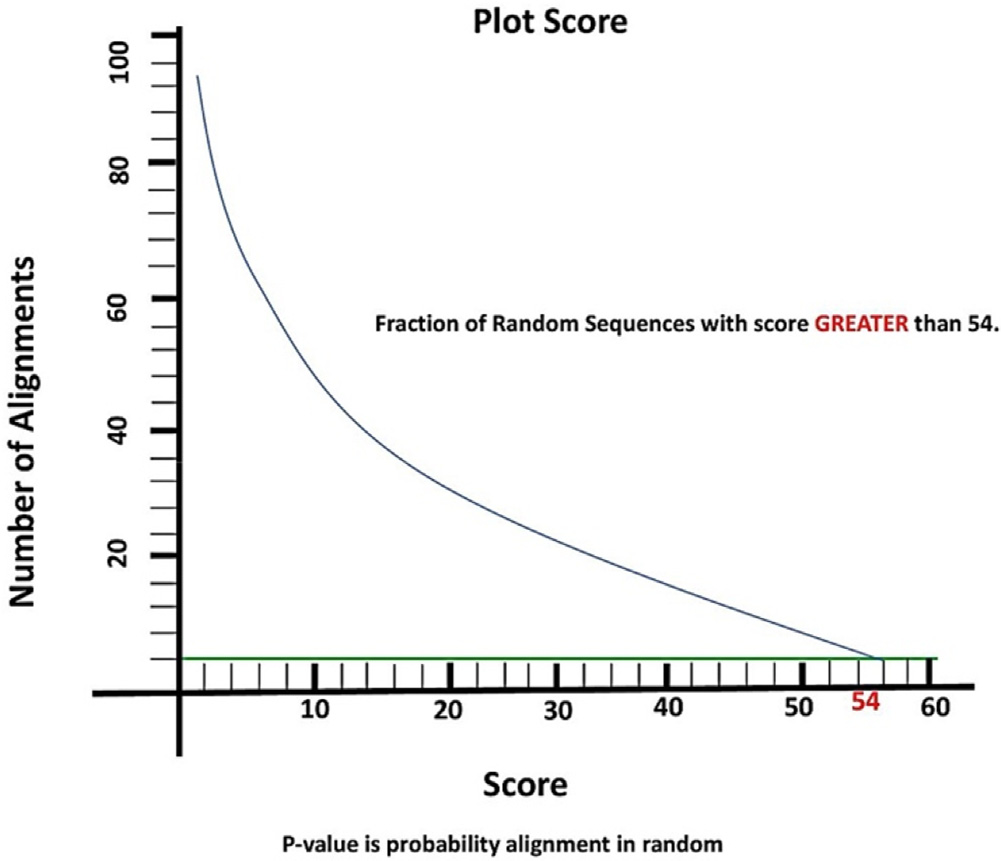 Plot Score
100
80
60
40
20
Number of Alignments
Fraction of Random Sequences with score GREATER than 54.
10 20 30 40 50 54 60
Score
P-value is probability alignment in random